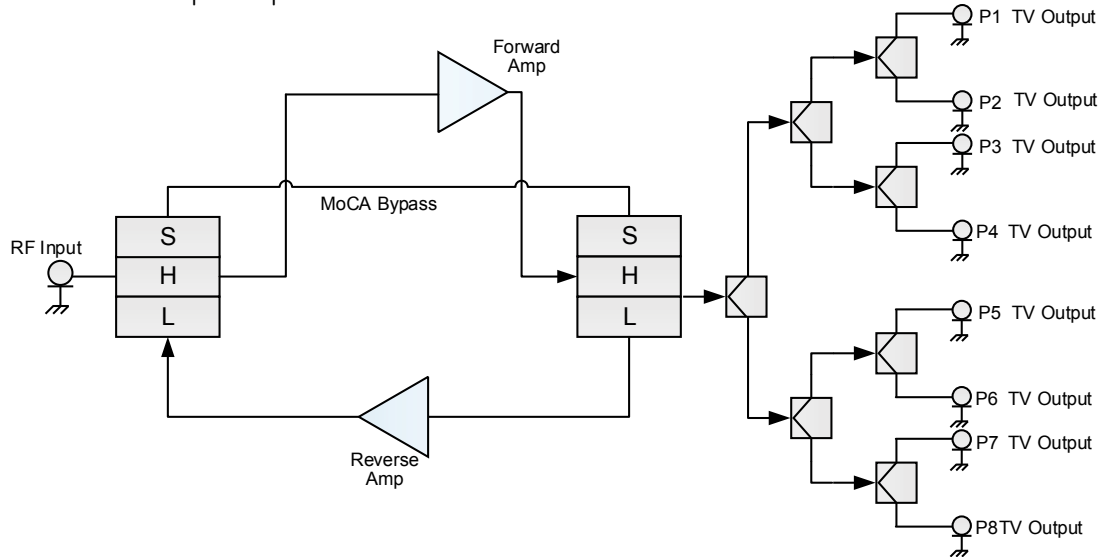 P1 TV Output
Forward
Amp
P2 TV Output
P3 TV Output
MoCA Bypass
P4 TV Output
RF Input
S
H
L
S
H
L
P5 TV Output
P6 TV Output
P7 TV Output
Reverse
Amp
P8TV Output